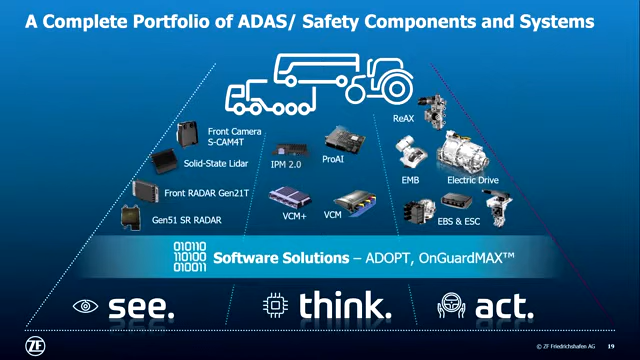 A Complete Portfolio of ADAS/ Safety Components and Systems
ReAX
Front Camera
S-CAM4T
Solid-State Lidar
IPM 2.0
ProAI
EMB
Electric Drive
Front RADAR Gen21T
Gen51 SR RADAR
VCM+
VCM
EBS & ESC
010110
110100
010011
Software Solutions – ADOPT, OnGuardMAX™
see.
think.
act.
ZF
© ZF Friedrichshafen AG
19